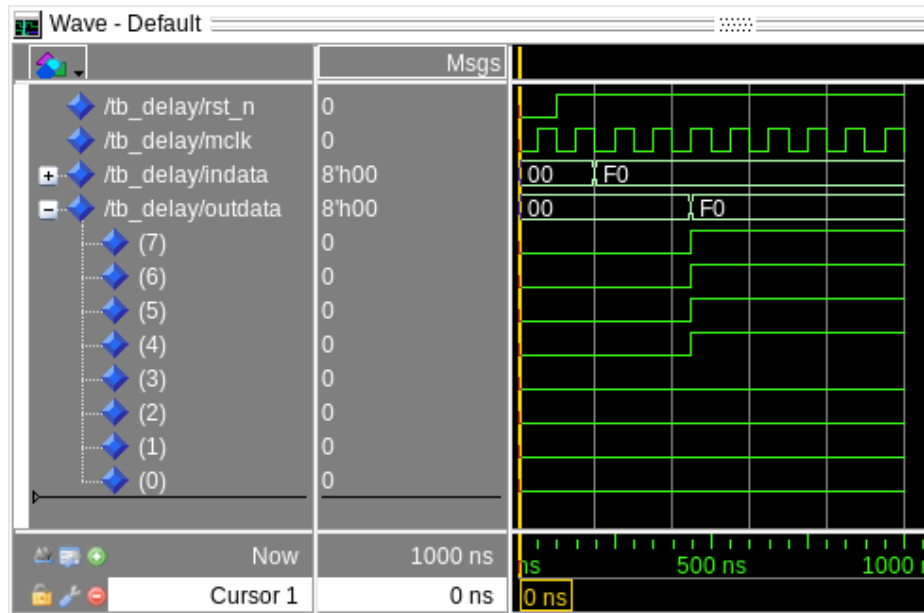 Wave - Default
Msgs
/tb_delay/rst_n 0
/tb_delay/mclk 0
/tb_delay/indata 8'h00 00 F0
/tb_delay/outdata 8'h00 00 F0
(7) 0
(6) 0
(5) 0
(4) 0
(3) 0
(2) 0
(1) 0
(0) 0
Now 1000 ns ns 500 ns 1000
Cursor 1 0 ns 0 ns